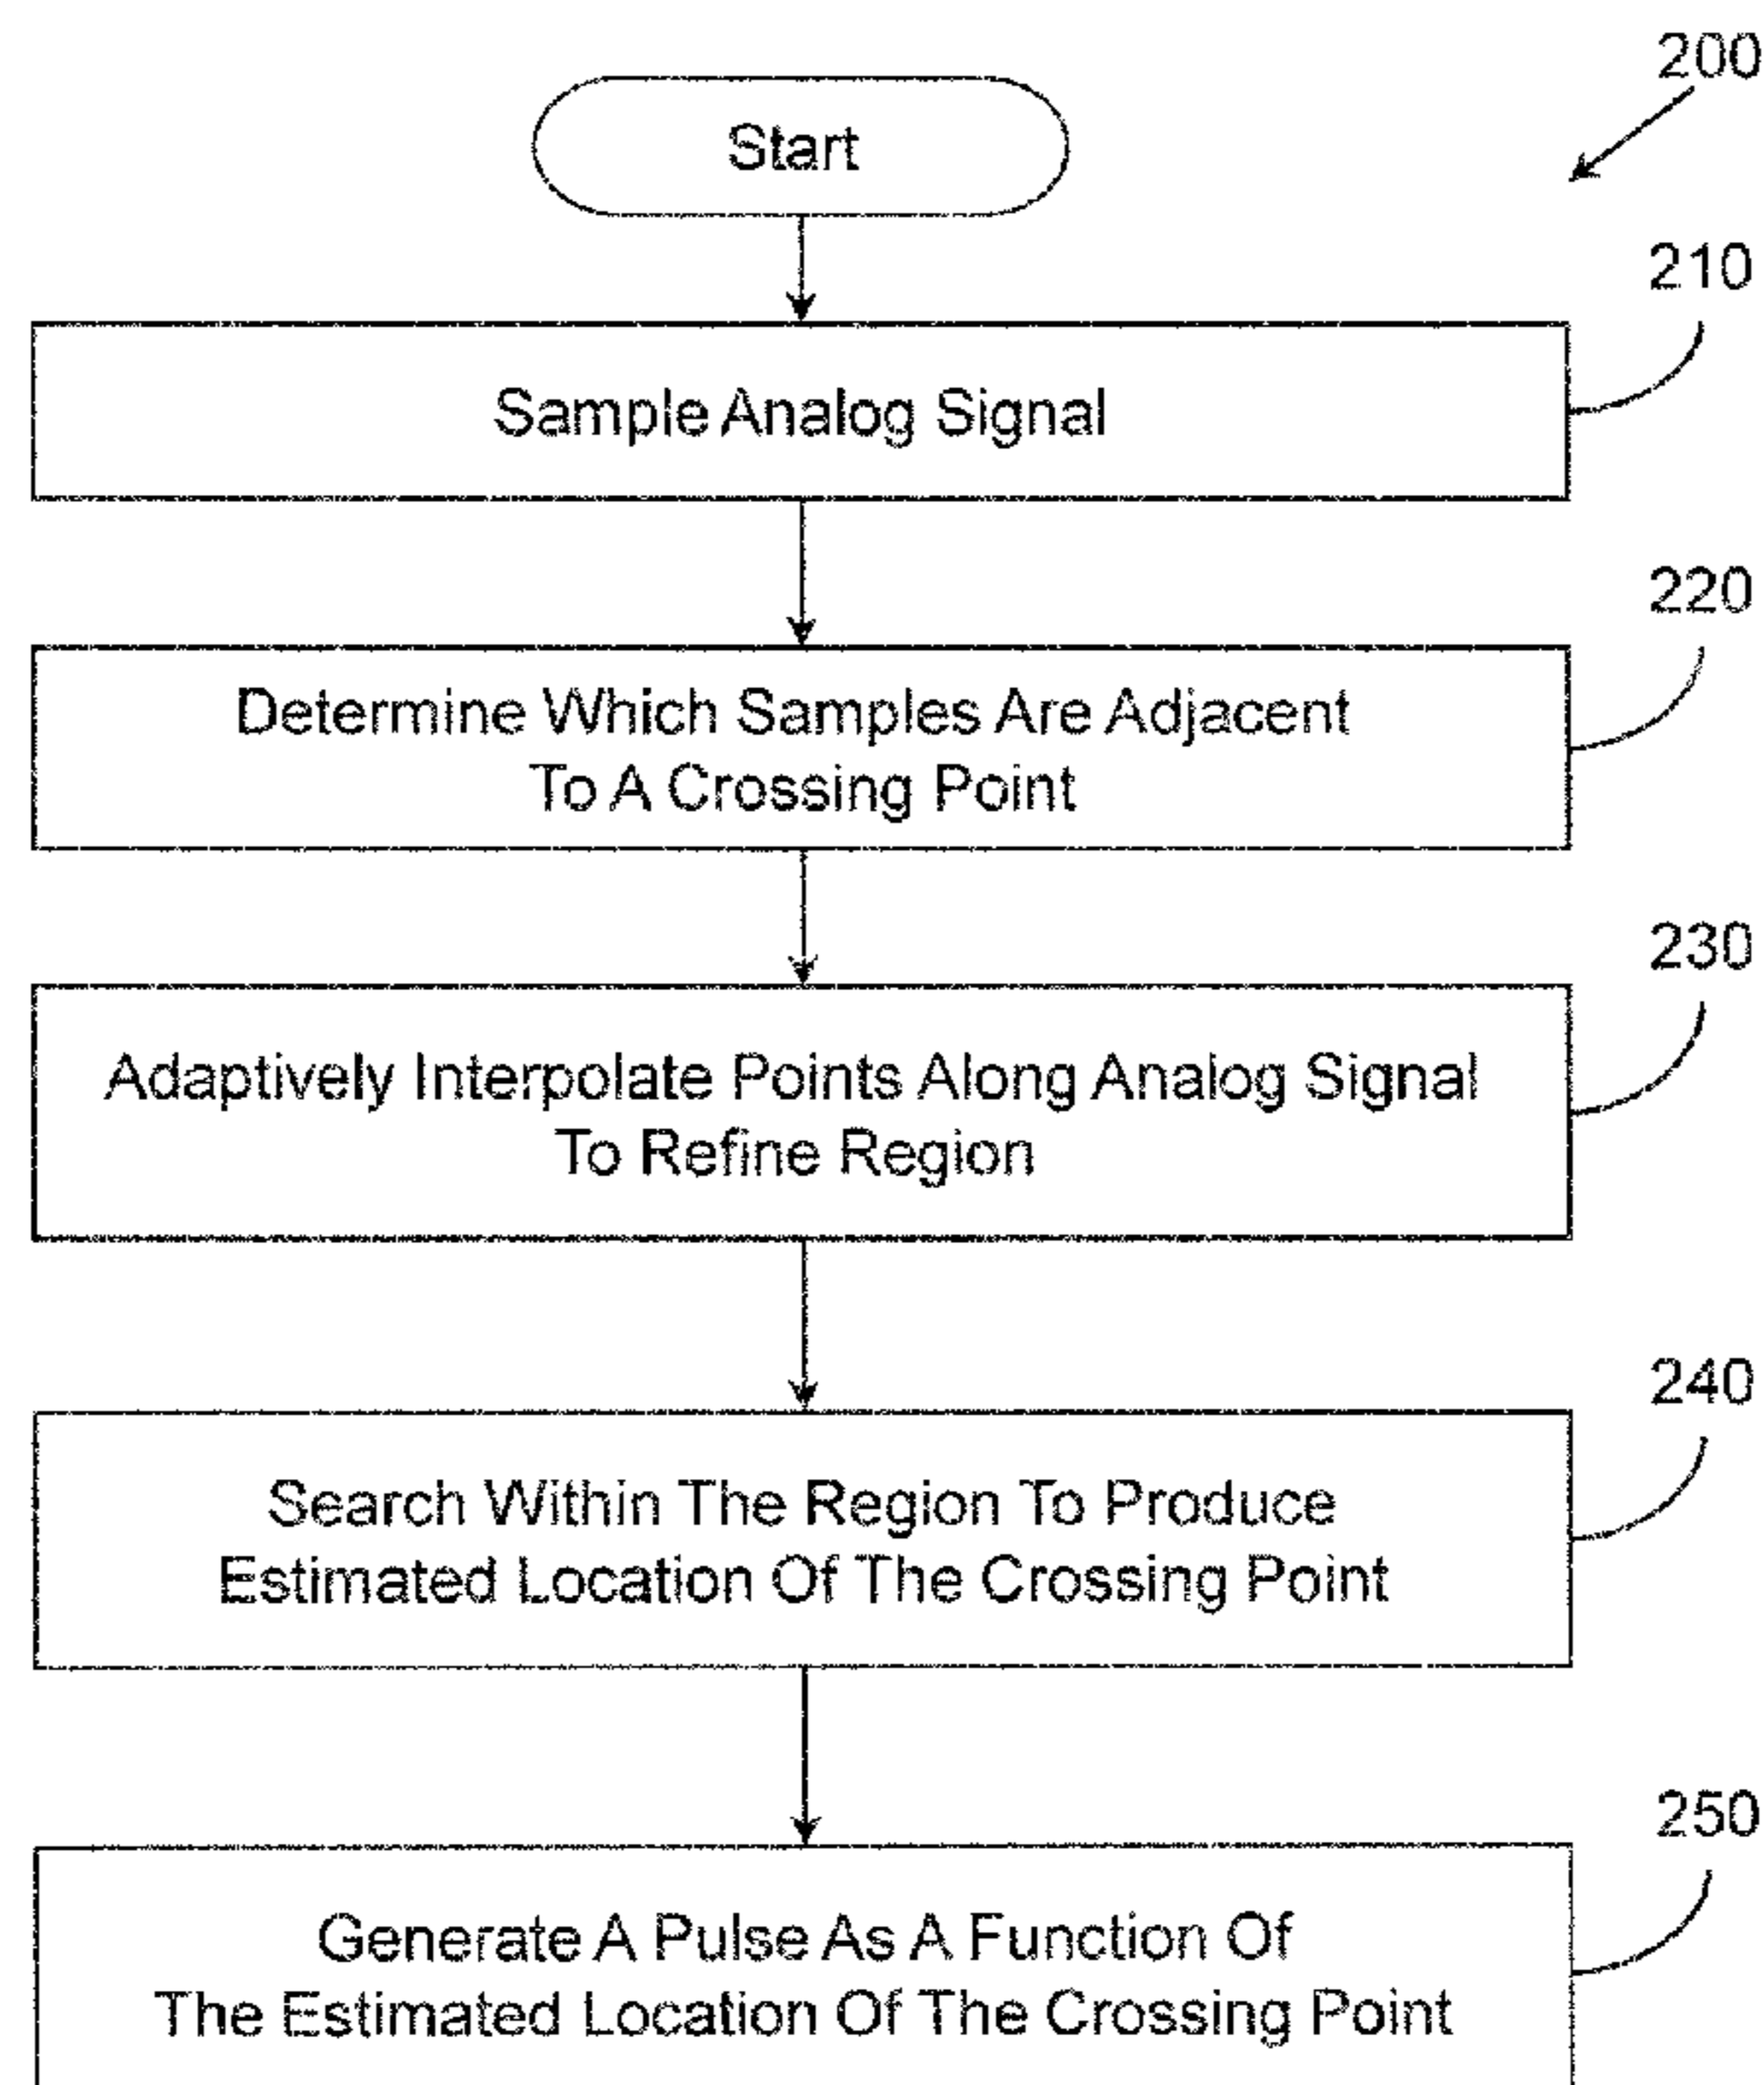 200
Start
210
Sample Analog Signal
220
Determine Which Samples Are Adjacent
To A Crossing Point
230
Adaptively Interpolate Points Along Analog Signal
To Refine Region
240
Search Within The Region To Produce
Estimated Location Of The Crossing Point
250
Generate A Pulse As A Function Of
The Estimated Location Of The Crossing Point